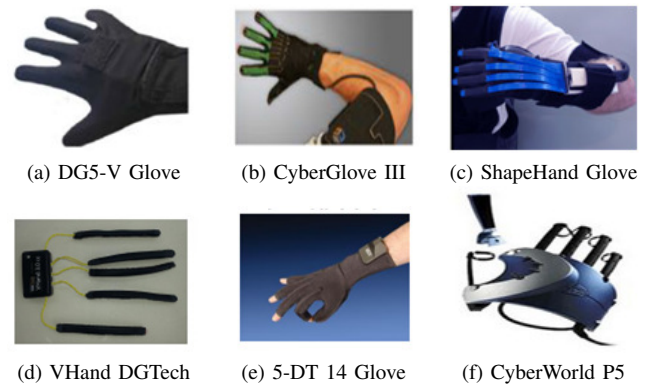 (a) DG5-V Glove
(b) CyberGlove III
(c) ShapeHand Glove
(d) VHand DGTech
(e) 5-DT 14 Glove
(f) CyberWorld P5